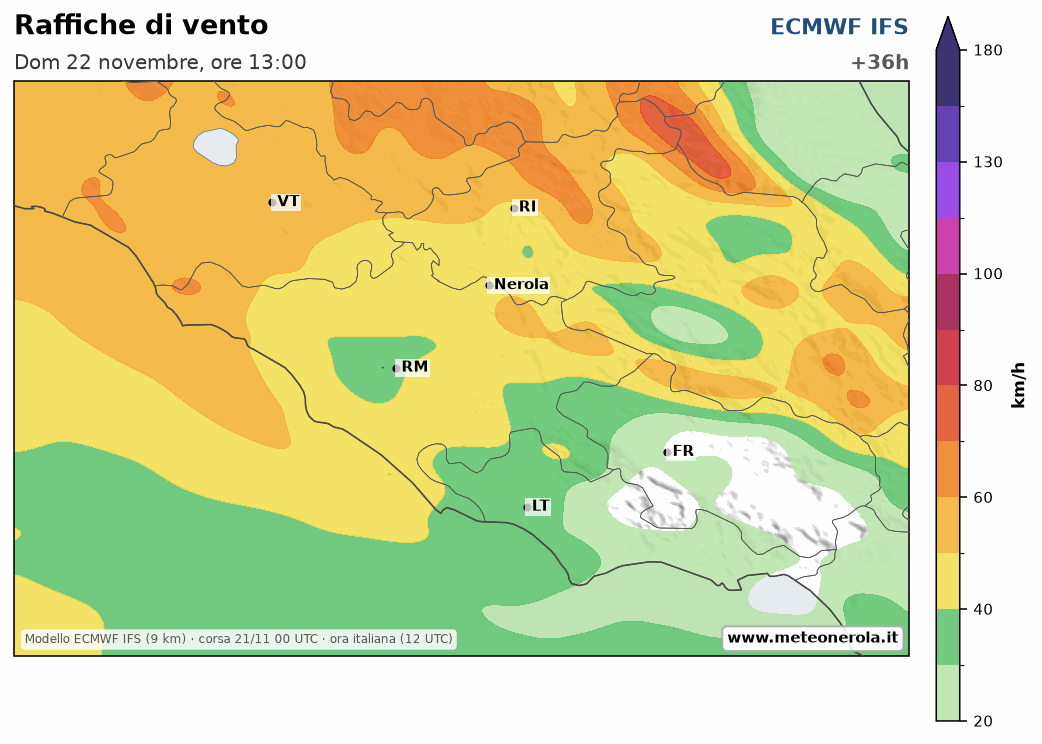 Raffiche di vento
ECMWF IFS
Dom 22 novembre, ore 13:00
+36h
180
130
100
80
60
40
20
km/h
VT
RI
Nerola
RM
FR
LT
Modello ECMWF IFS (9 km) · corsa 21/11 00 UTC · ora italiana (12 UTC)
www.meteonerola.it